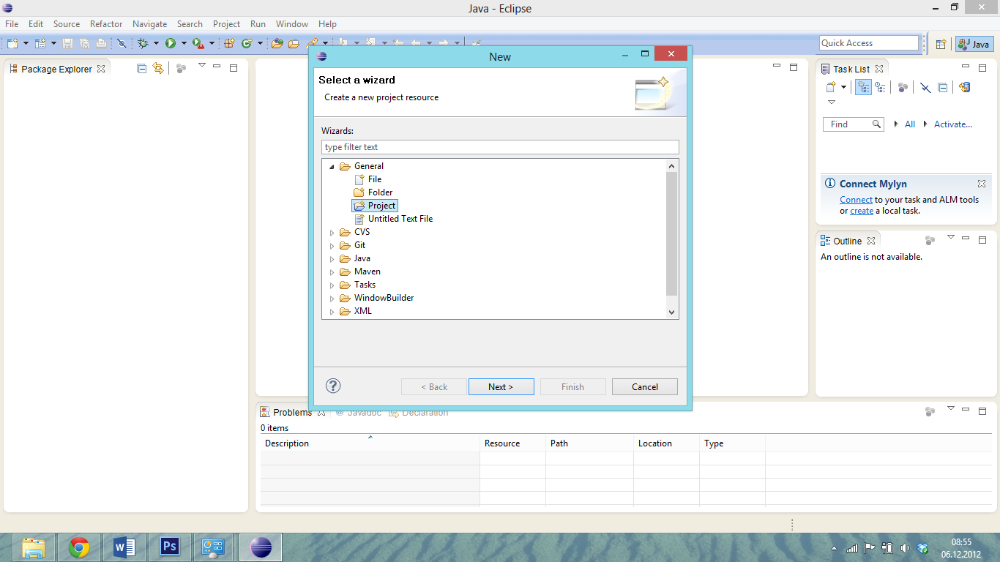 Java - Eclipse
File Edit Source Refactor Navigate Search Project Run Window Help
Quick Access
Java
Package Explorer
New
Select a wizard
Create a new project resource
Wizards:
type filter text
General
File
Folder
Project
Untitled Text File
CVS
Git
Java
Maven
Tasks
WindowBuilder
XML
< Back Next > Finish Cancel
Task List
Find All Activate...
Connect Mylyn
Connect to your task and ALM tools
or create a local task.
Outline
An outline is not available.
Problems @ Javadoc Declaration
0 items
Description Resource Path Location Type
Ps
08:55
06.12.2012